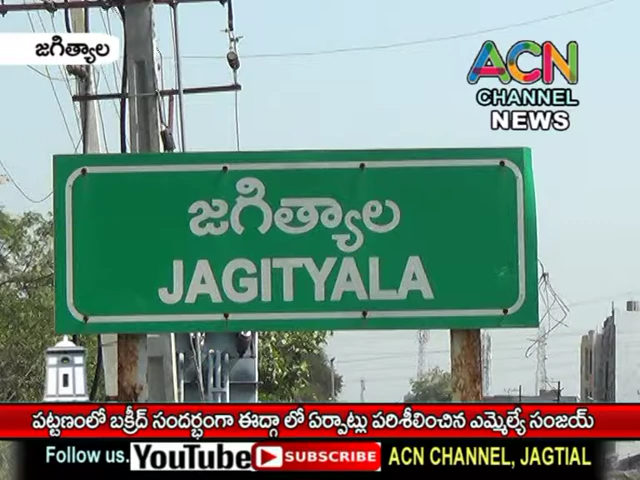 జగిత్యాల
ACN
CHANNEL
NEWS
జగిత్యాల
JAGITYALA
పట్టణంలో బక్రీద్ సందర్భంగా ఈద్గా లో ఏర్పాట్లు పరిశీలించిన ఎమ్మెల్యే సంజయ్
Follow us. YouTube SUBSCRIBE ACN CHANNEL, JAGTIAL